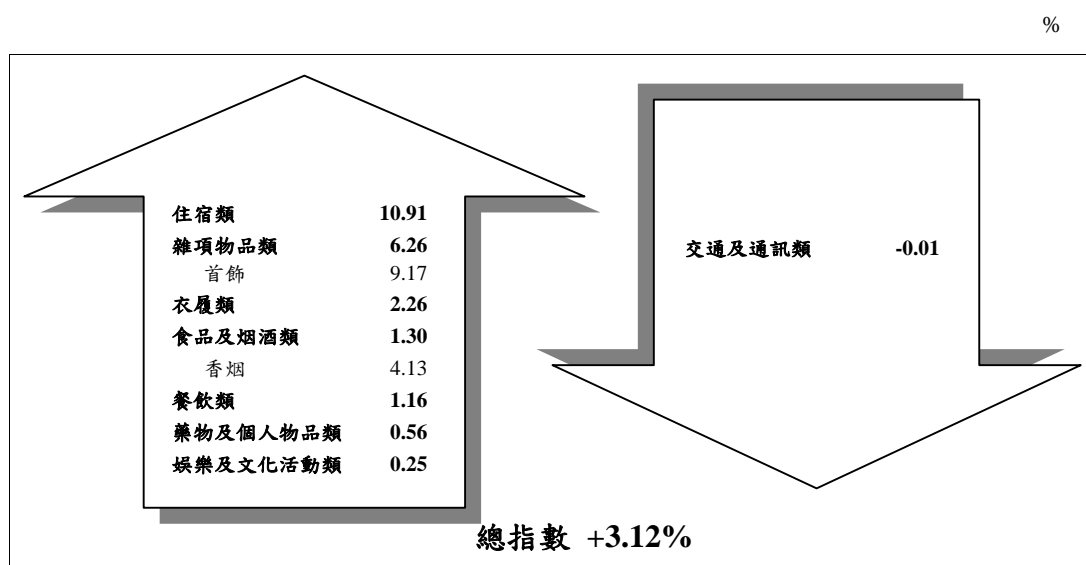 %
住宿類 10.91
雜項物品類 6.26
首飾 9.17
衣履類 2.26
食品及烟酒類 1.30
香烟 4.13
餐飲類 1.16
藥物及個人物品類 0.56
娛樂及文化活動類 0.25
交通及通訊類 -0.01
總指數 +3.12%